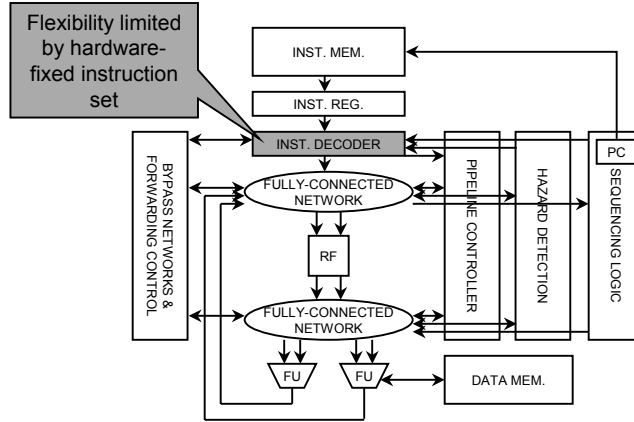 Flexibility limited
by hardware-
fixed instruction
set
INST. MEM.
INST. REG.
INST. DECODER
PC
FULLY-CONNECTED
NETWORK
BYPASS NETWORKS &
FORWARDING CONTROL
PIPELINE CONTROLLER
HAZARD DETECTION
SEQUENCING LOGIC
RF
FULLY-CONNECTED
NETWORK
FU
FU
DATA MEM.